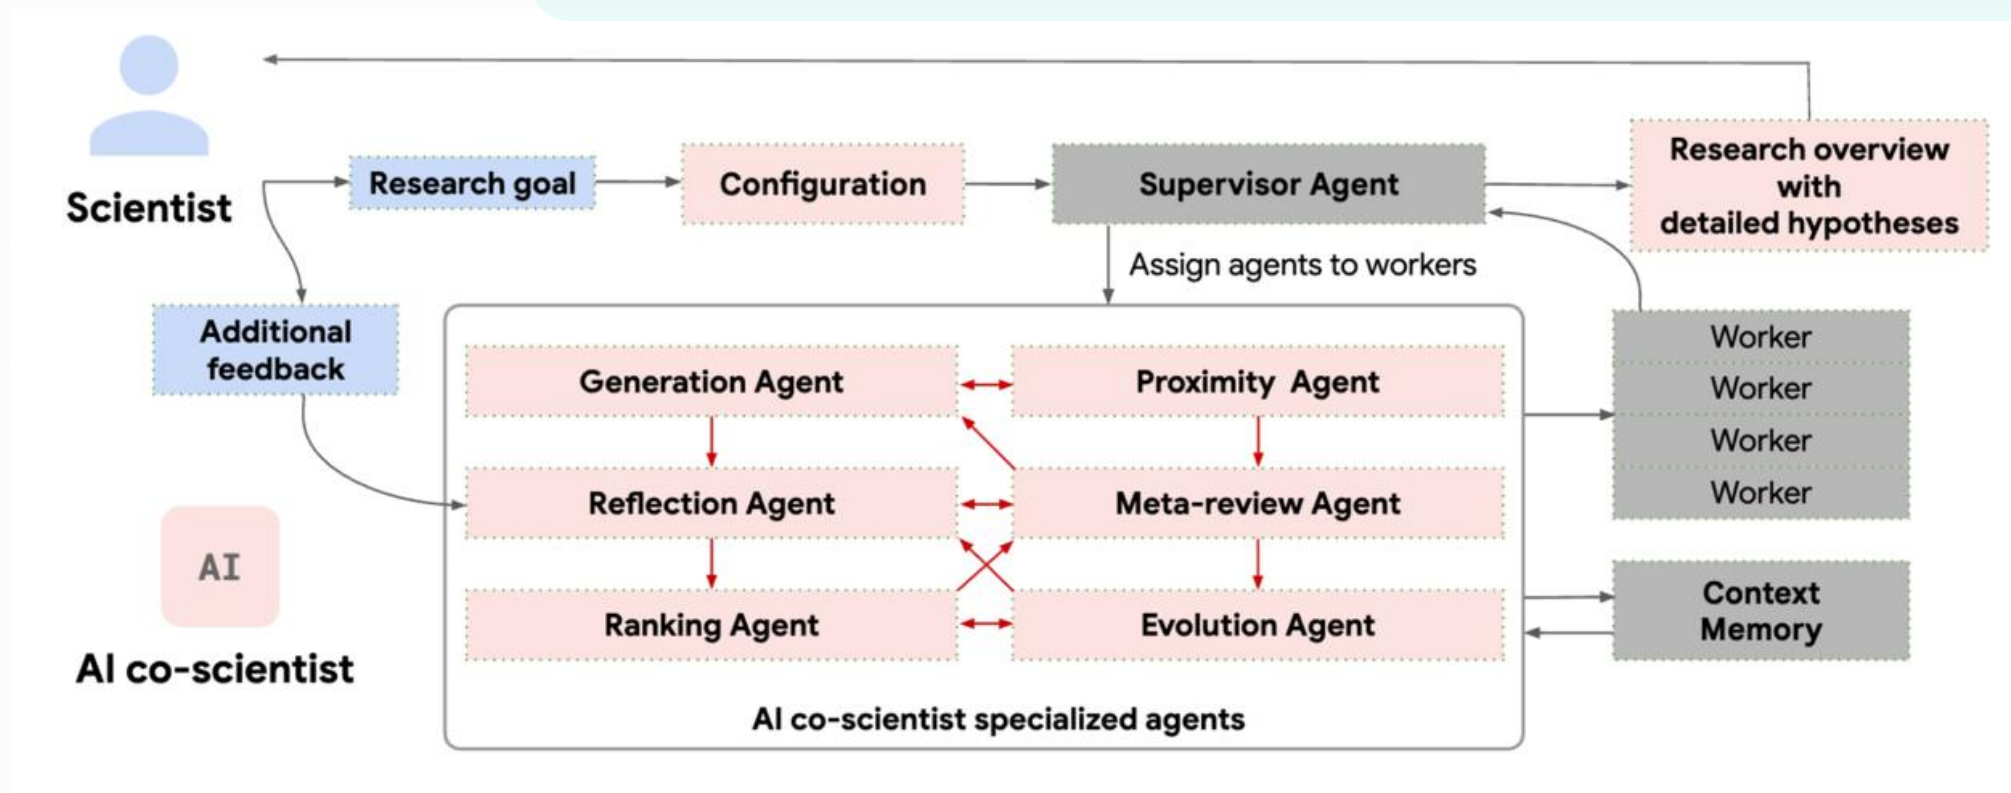 Scientist
Research goal
Configuration
Supervisor Agent
Research overview
with
detailed hypotheses
Assign agents to workers
Additional
feedback
Generation Agent
Proximity Agent
Reflection Agent
Meta-review Agent
Ranking Agent
Evolution Agent
AI co-scientist specialized agents
Worker
Worker
Worker
Worker
Context
Memory
AI
AI co-scientist